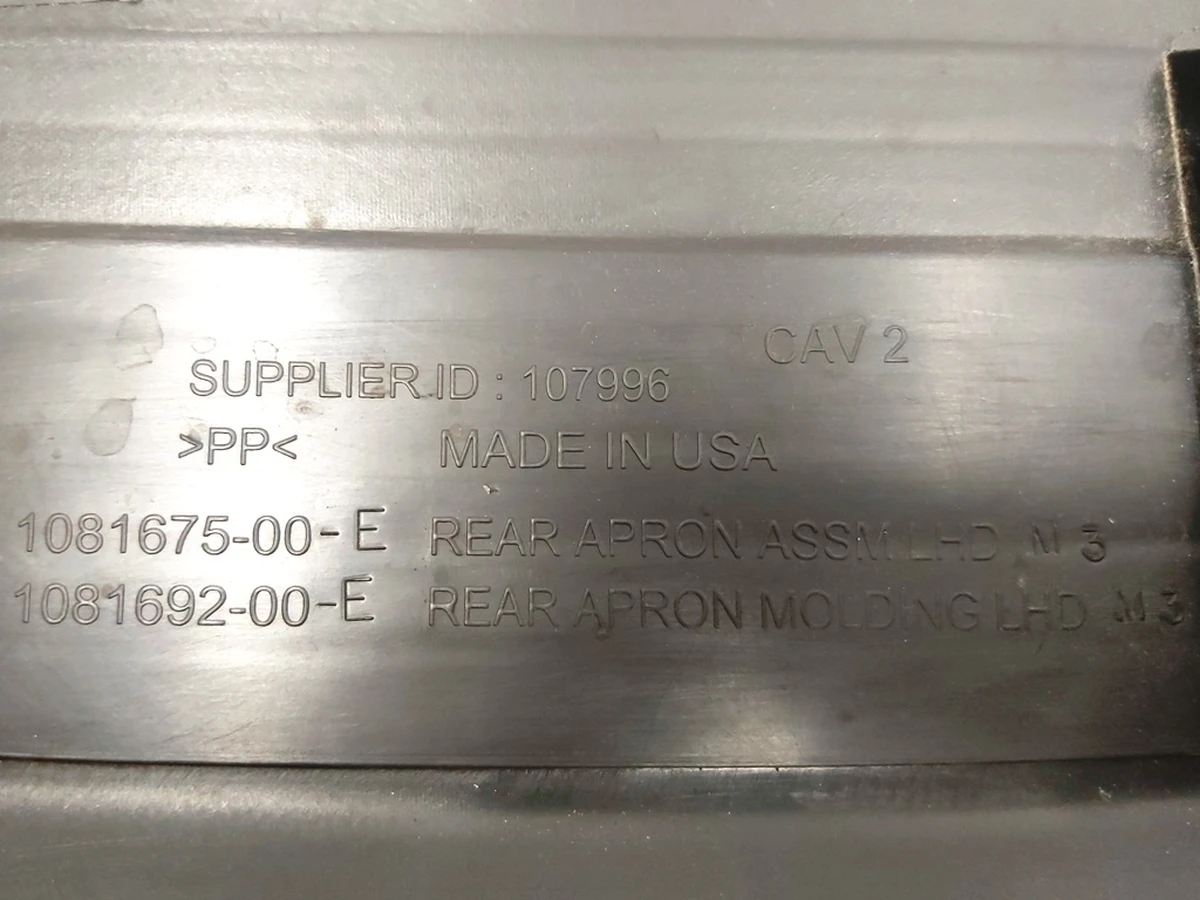 CAV 2
SUPPLIER ID : 107996
>PP< MADE IN USA
1081675-00-E REAR APRON ASSM LHD M 3
1081692-00-E REAR APRON MOLDING LHD M 3